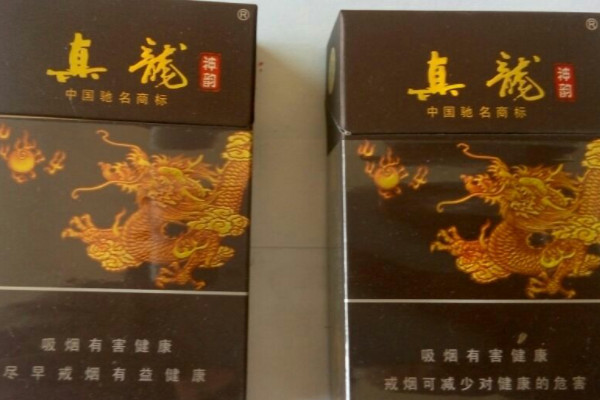 ®
真龙
神韵
中国驰名商标
吸烟有害健康
尽早戒烟有益健康
®
真龙
神韵
中国驰名商标
吸烟有害健康
戒烟可减少对健康的危害